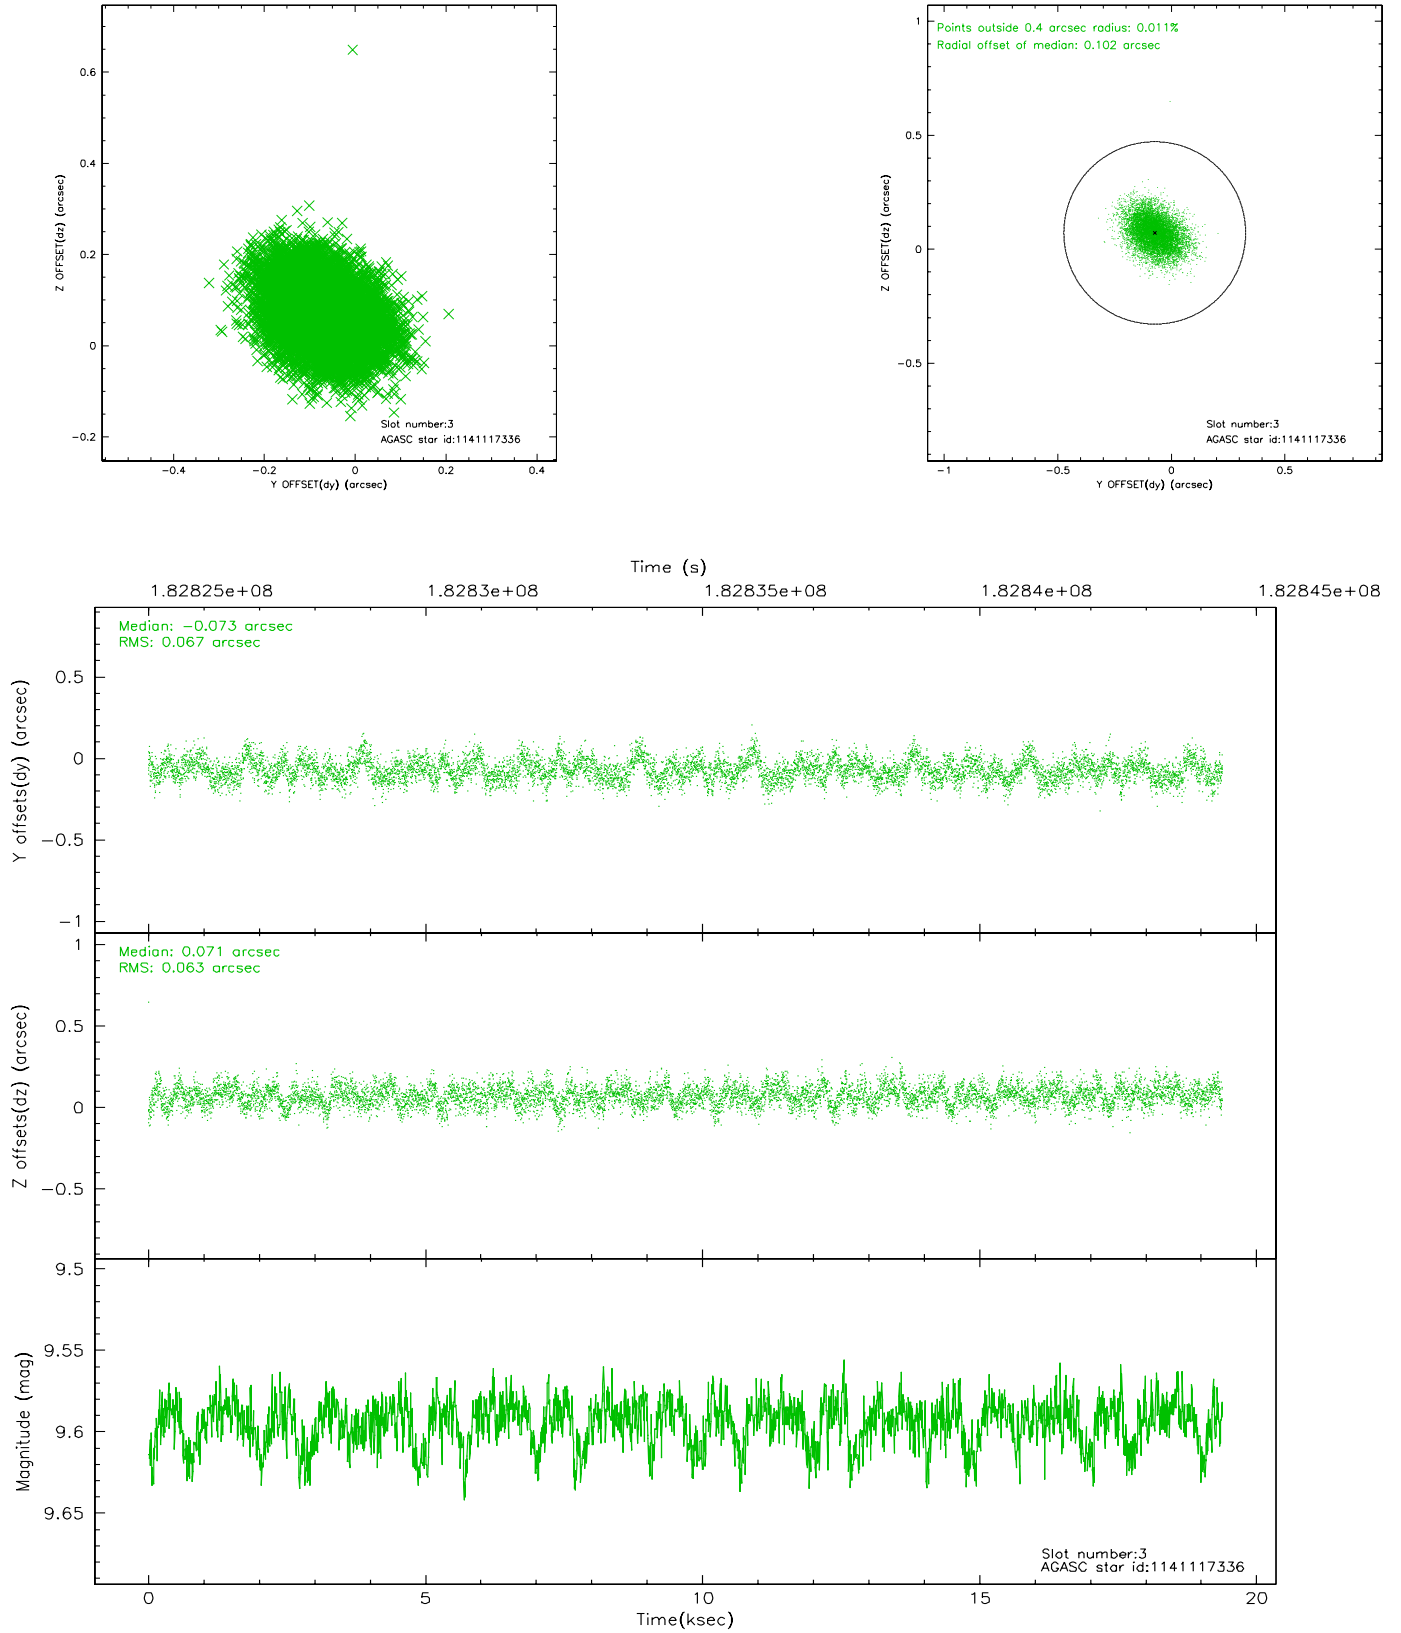 0.6
0.4
0.2
0
−0.2
Z OFFSET(dz) (arcsec)
Slot number:3
AGASC star id:1141117336
−0.4 −0.2 0 0.2 0.4
Y OFFSET(dy) (arcsec)
Points outside 0.4 arcsec radius: 0.011%
Radial offset of median: 0.102 arcsec
1
0.5
0
−0.5
Z OFFSET(dz) (arcsec)
Slot number:3
AGASC star id:1141117336
−1 −0.5 0 0.5
Y OFFSET(dy) (arcsec)
Time (s)
1.82825e+08 1.8283e+08 1.82835e+08 1.8284e+08 1.82845e+08
Median: −0.073 arcsec
RMS: 0.067 arcsec
0.5
0
−0.5
−1
Y offsets(dy) (arcsec)
Median: 0.071 arcsec
RMS: 0.063 arcsec
1
0.5
0
−0.5
Z offsets(dz) (arcsec)
9.5
9.55
9.6
9.65
Magnitude (mag)
Slot number:3
AGASC star id:1141117336
0 5 10 15 20
Time(ksec)